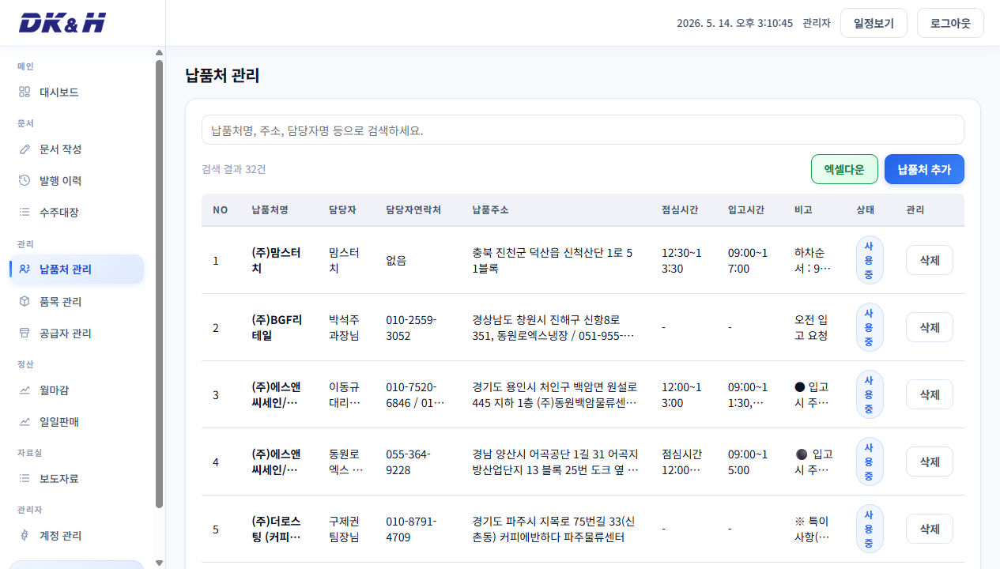 DK&H
2026. 5. 14. 오후 3:10:45 관리자 일정보기 로그아웃
메인
대시보드
문서
문서 작성
발행 이력
수주대장
관리
납품처 관리
품목 관리
공급자 관리
정산
월마감
일일판매
자료실
보도자료
관리자
계정 관리
납품처 관리
납품처명, 주소, 담당자명 등으로 검색하세요.
검색 결과 32건 엑셀다운 납품처 추가
NO 납품처명 담당자 담당자연락처 납품주소 점심시간 입고시간 비고 상태 관리
1
(주)맘스터
치
맘스터
치
없음
충북 진천군 덕산읍 신척산단 1로 5
1블록
12:30~1
3:30
09:00~1
7:00
하차순
서 : 9…
사
용
중
삭제
2
(주)BGF리
테일
박석주
과장님
010-2559-
3052
경상남도 창원시 진해구 신항8로
351, 동원로엑스냉장 / 051-955-…
-
-
오전 입
고 요청
사
용
중
삭제
3
(주)에스앤
씨세인/…
이동규
대리…
010-7520-
6846 / 01…
경기도 용인시 처인구 백암면 원설로
445 지하 1층 (주)동원백암물류센…
12:00~1
3:00
09:00~1
1:30,…
● 입고
시 주…
사
용
중
삭제
4
(주)에스앤
씨세인/…
동원로
엑스 …
055-364-
9228
경남 양산시 어곡공단 1길 31 어곡지
방산업단지 13 블록 25번 도크 옆 …
점심시간
12:00…
09:00~1
5:00
🌑 입고
시 주…
사
용
중
삭제
5
(주)더로스
팅 (커피…
구제권
팀장님
010-8791-
4709
경기도 파주시 지목로 75번길 33(신
촌동) 커피에반하다 파주물류센터
-
-
※ 특이
사항(…
사
용
중
삭제